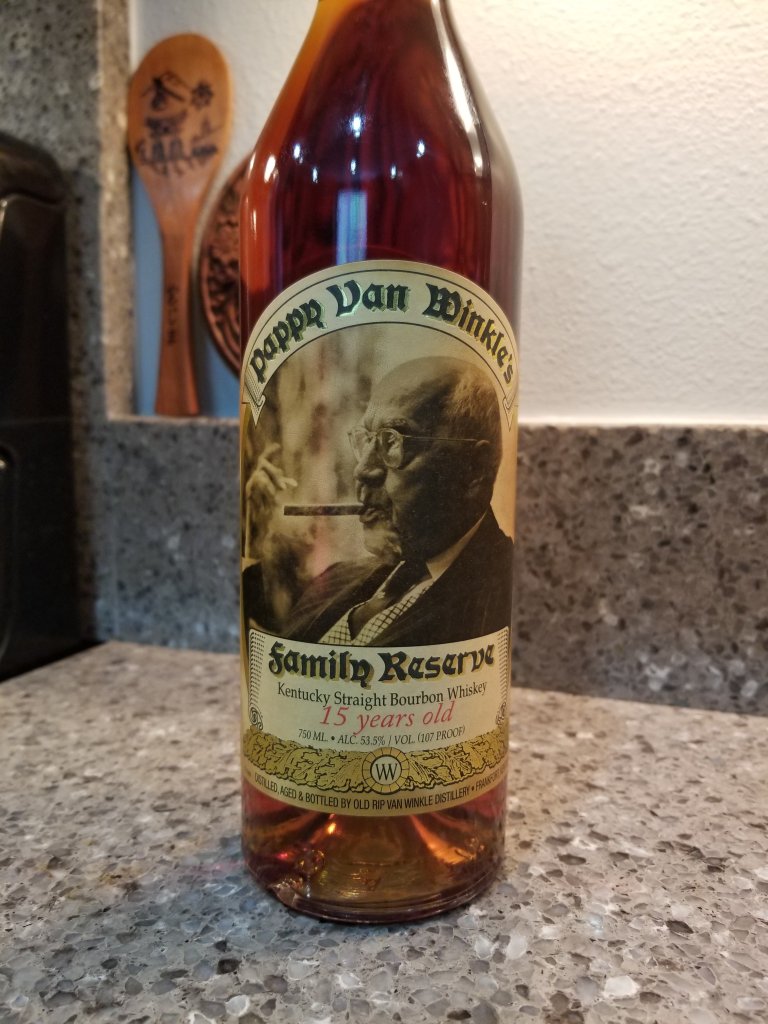 Pappy Van Winkle's
Family Reserve
Kentucky Straight Bourbon Whiskey
15 years old
750 ML. • ALC. 53.5% / VOL. (107 PROOF)
VW
DISTILLED, AGED & BOTTLED BY OLD RIP VAN WINKLE DISTILLERY • FRANKFORT,